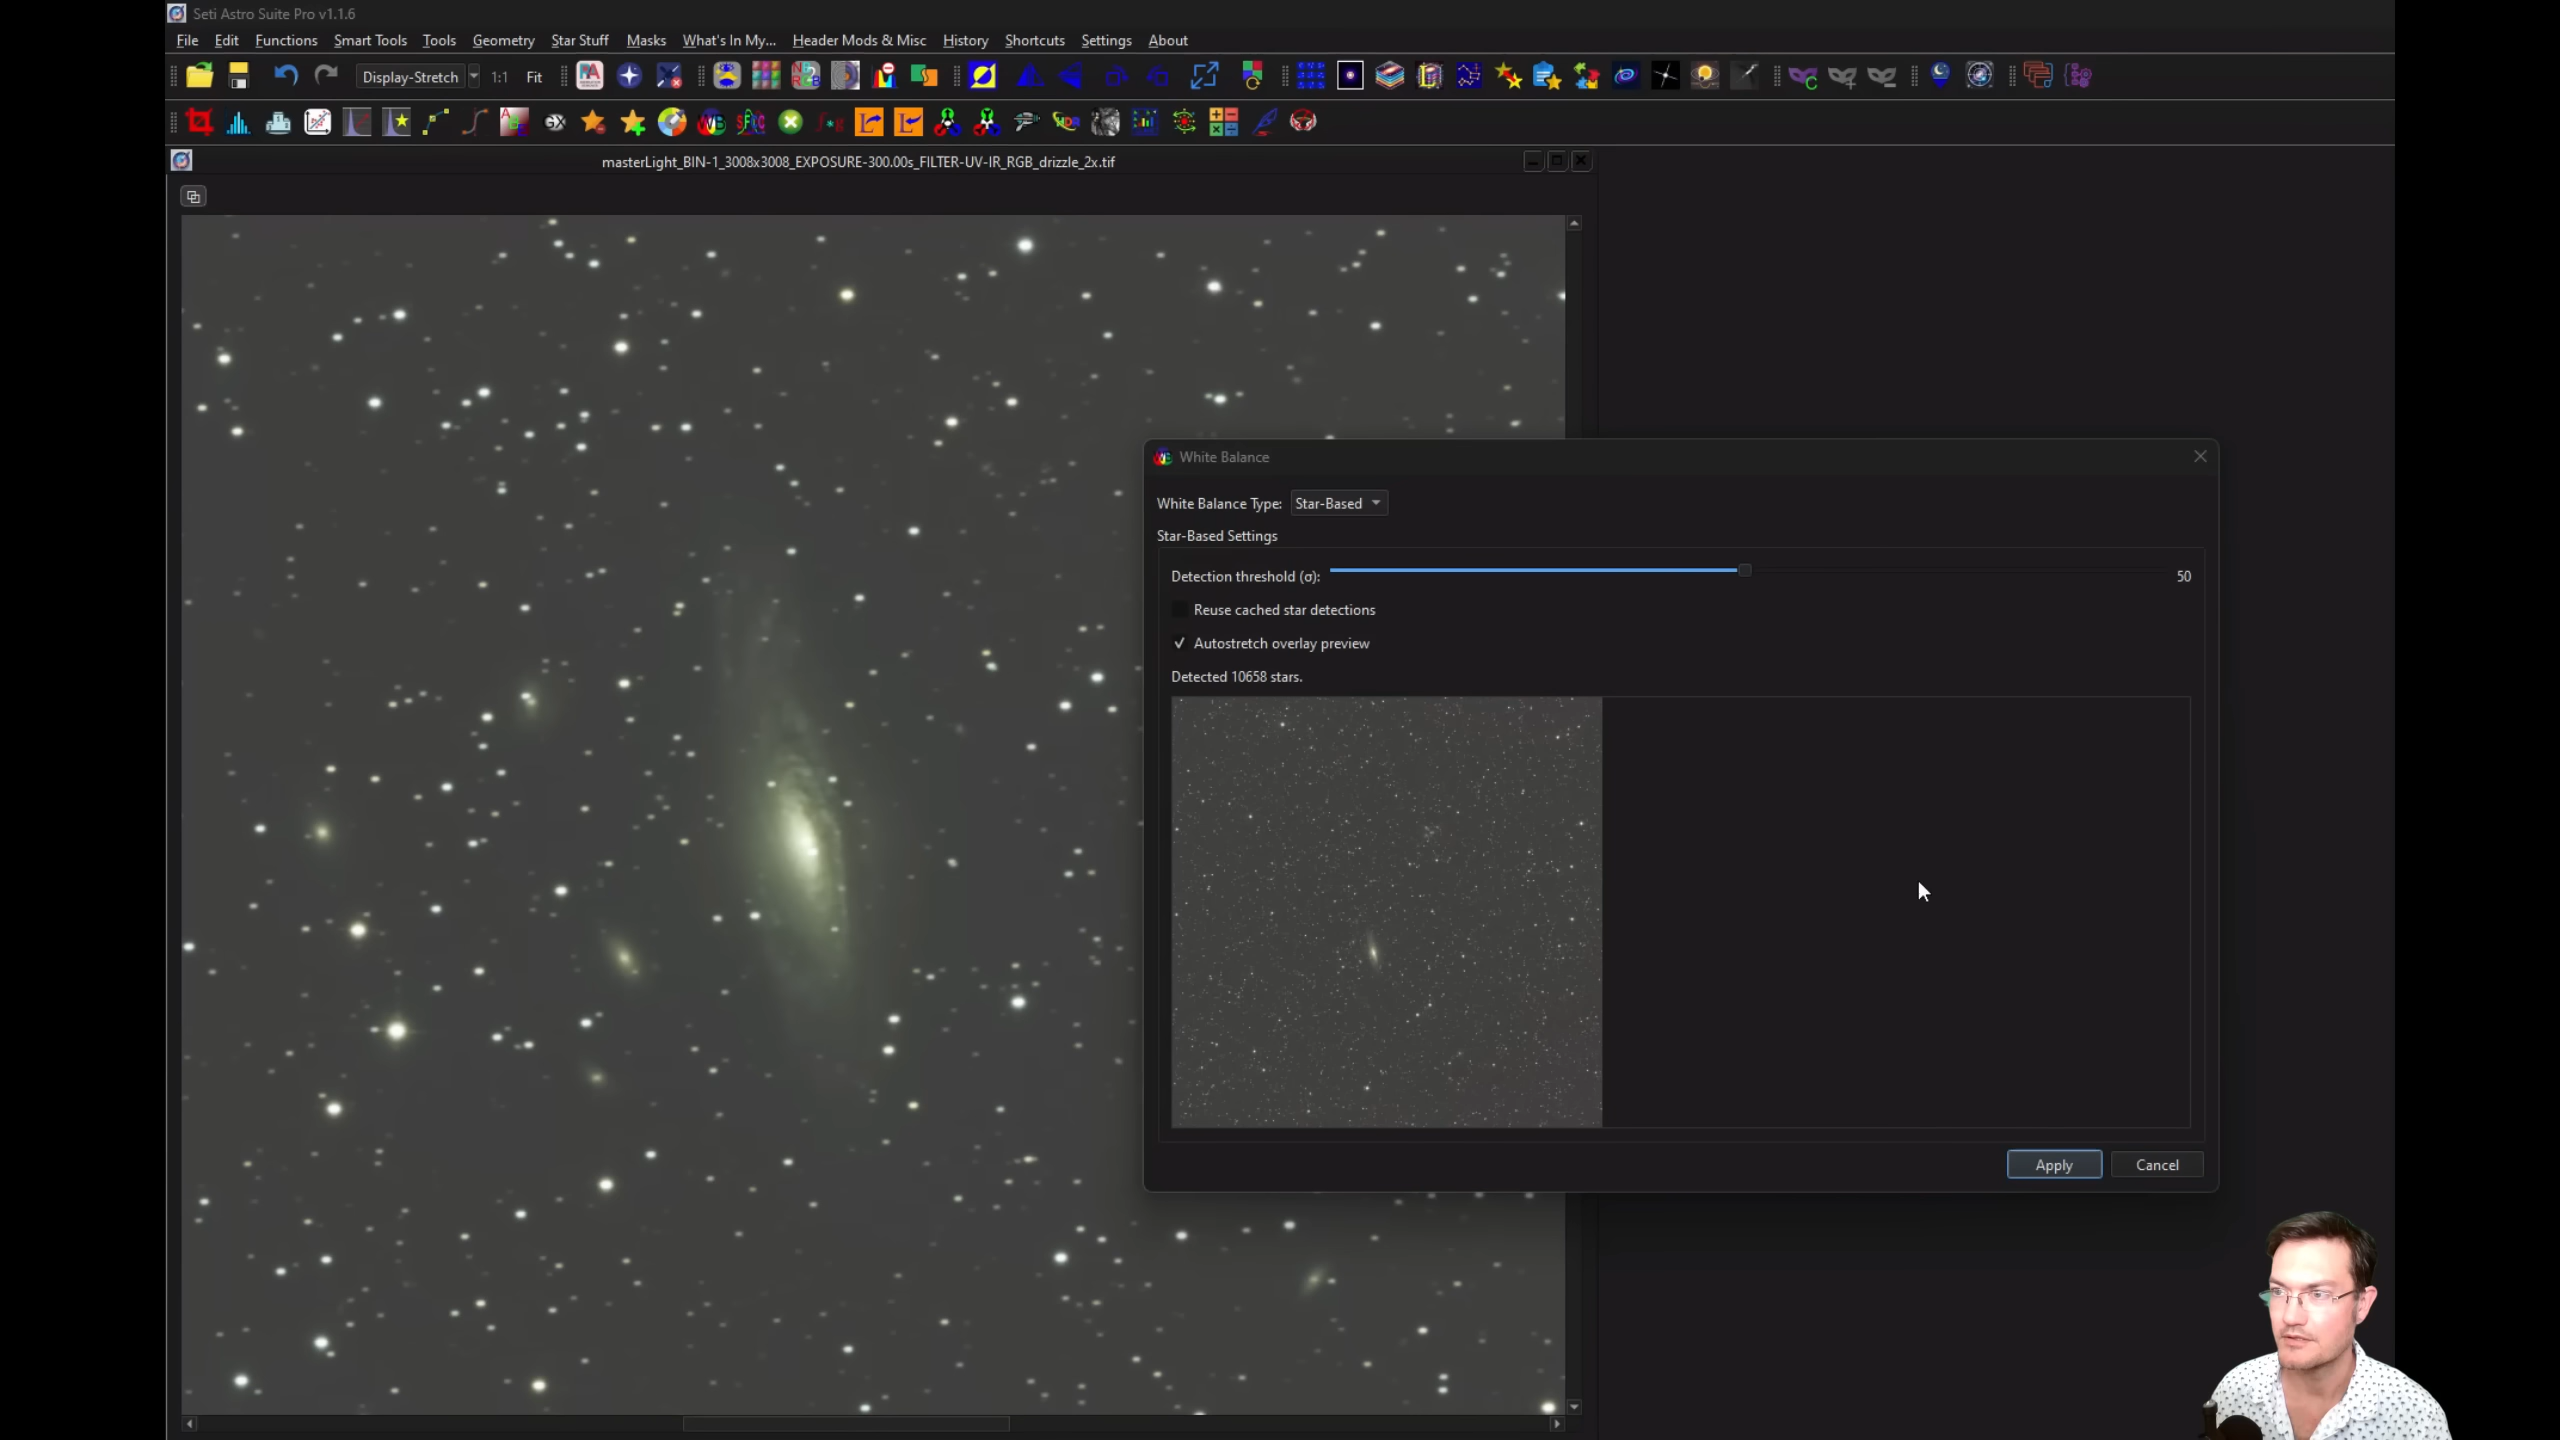 Seti Astro Suite Pro v1.1.6
File Edit Functions Smart Tools Tools Geometry Star Stuff Masks What's In My... Header Mods & Misc History Shortcuts Settings About
Display-Stretch 1:1 Fit
masterLight_BIN-1_3008x3008_EXPOSURE-300.00s_FILTER-UV-IR_RGB_drizzle_2x.tif
White Balance
White Balance Type: Star-Based
Star-Based Settings
Detection threshold (σ): 50
Reuse cached star detections
Autostretch overlay preview
Detected 10658 stars.
Apply Cancel